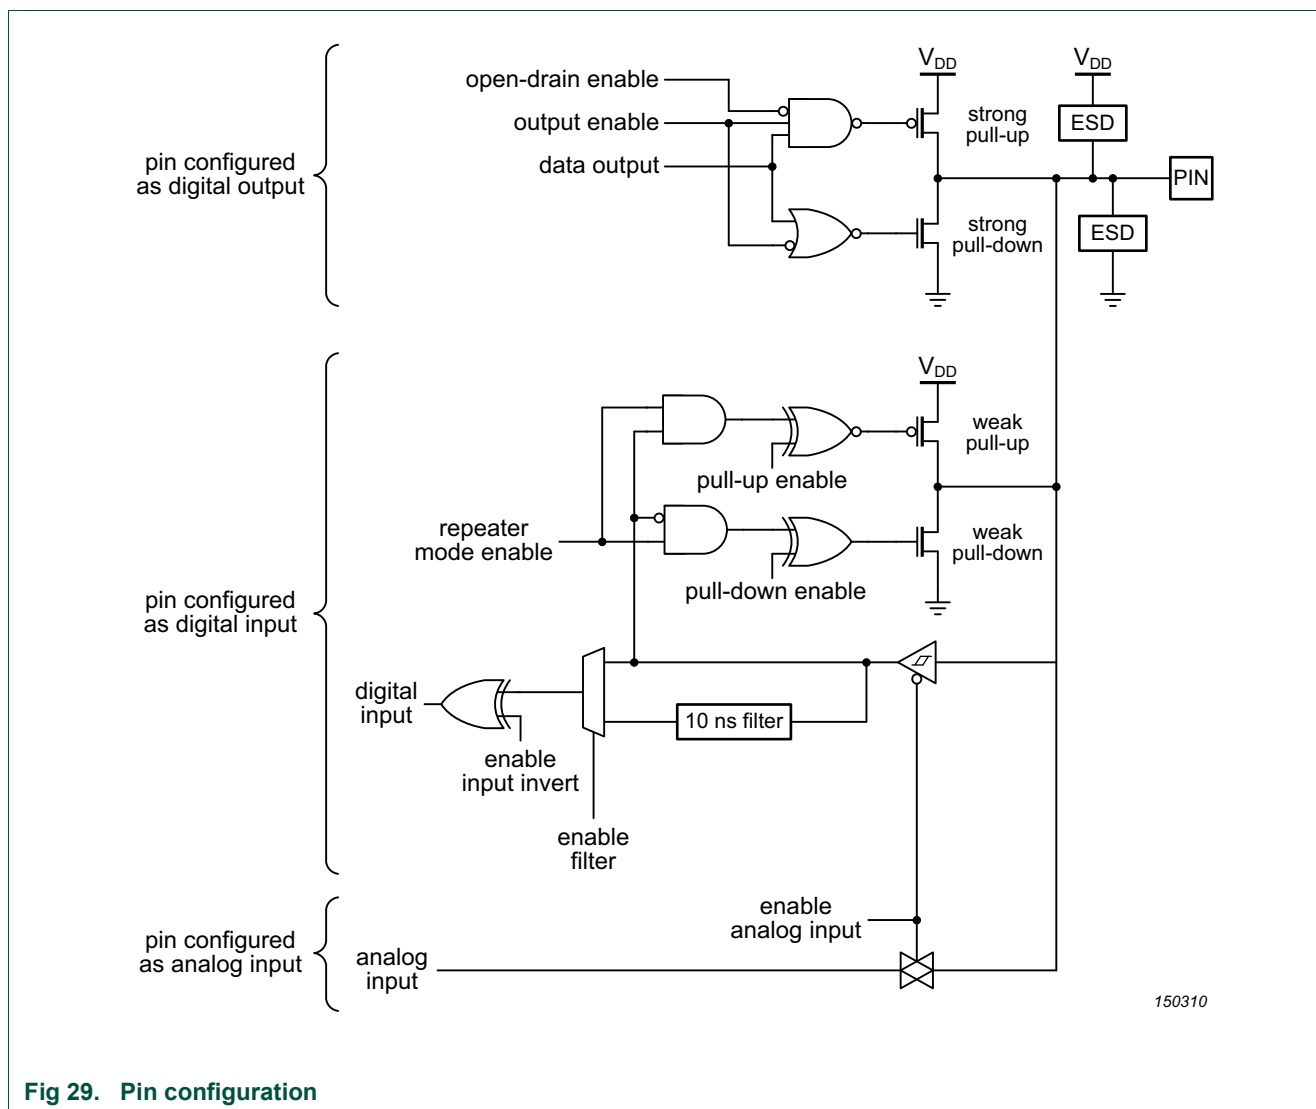 V_DD
V_DD
open-drain enable
output enable
data output
strong
pull-up
ESD
pin configured
as digital output
PIN
strong
pull-down
ESD
V_DD
weak
pull-up
pull-up enable
repeater
mode enable
weak
pull-down
pull-down enable
pin configured
as digital input
digital
input
10 ns filter
enable
input invert
enable
filter
enable
analog input
pin configured
as analog input
analog
input
150310
Fig 29. Pin configuration